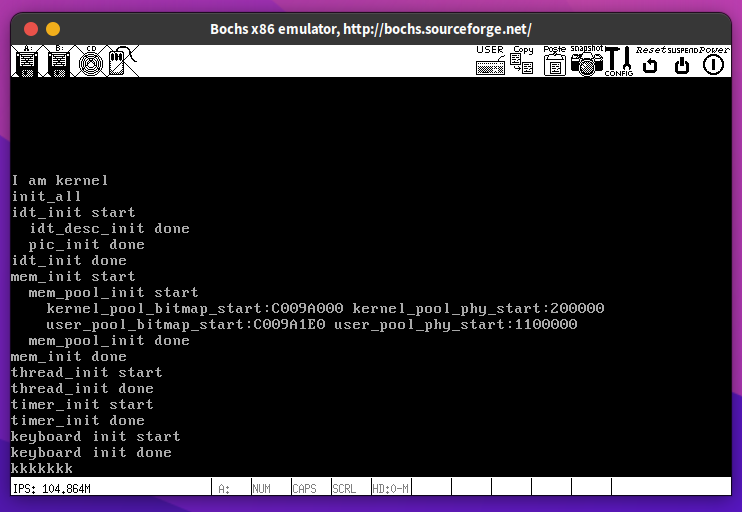 Bochs x86 emulator, http://bochs.sourceforge.net/
A: B: CD USER Copy Paste Snapshot CONFIG Reset SUSPEND Power
I am kernel
init_all
idt_init start
idt_desc_init done
pic_init done
idt_init done
mem_init start
mem_pool_init start
kernel_pool_bitmap_start:C009A000 kernel_pool_phy_start:200000
user_pool_bitmap_start:C009A1E0 user_pool_phy_start:1100000
mem_pool_init done
mem_init done
thread_init start
thread_init done
timer_init start
timer_init done
keyboard init start
keyboard init done
kkkkkkk
IPS: 104.864M A: NUM CAPS SCRL HD:0-M